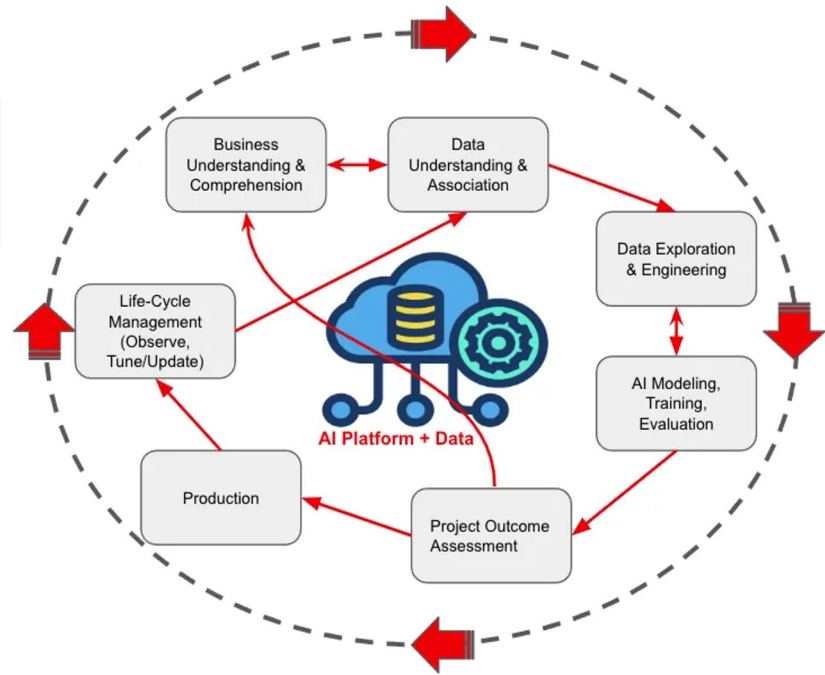 Business
Understanding &
Comprehension
Data
Understanding &
Association
Data Exploration
& Engineering
Life-Cycle
Management
(Observe,
Tune/Update)
AI Modeling,
Training,
Evaluation
AI Platform + Data
Production
Project Outcome
Assessment